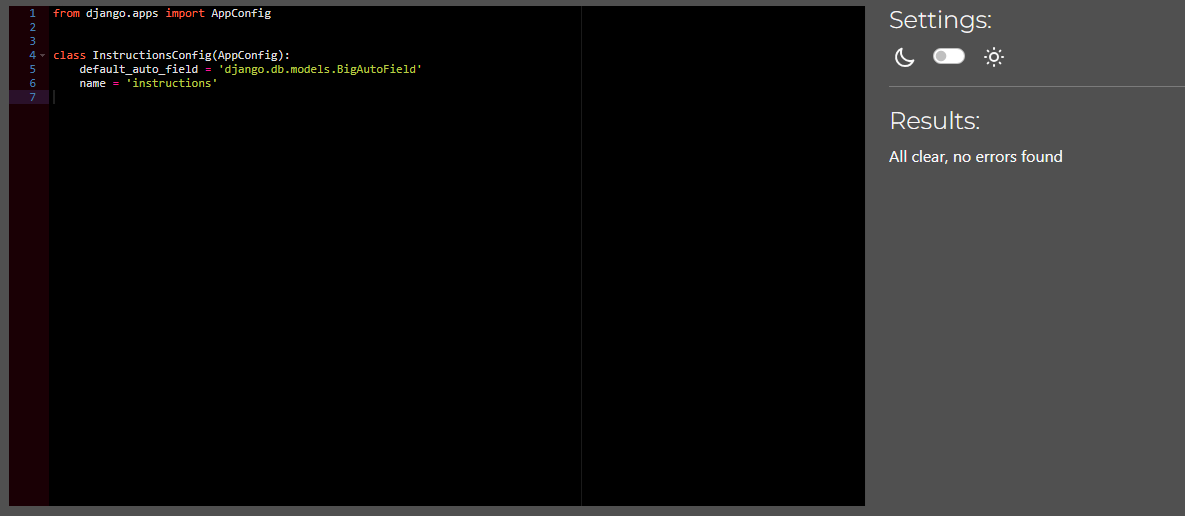 1 from django.apps import AppConfig
2
3
4 class InstructionsConfig(AppConfig):
5     default_auto_field = 'django.db.models.BigAutoField'
6     name = 'instructions'
7
Settings:
Results:
All clear, no errors found